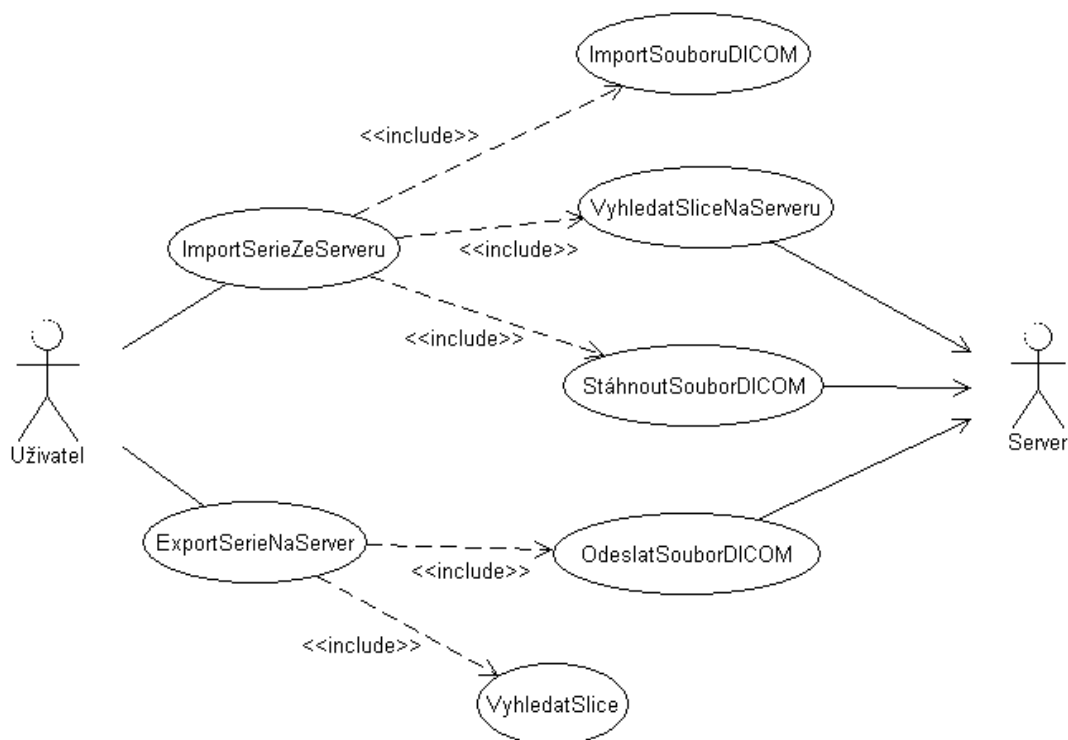 ImportSouboruDICOM
<<include>>
VyhledatSliceNaServeru
ImportSerieZeServeru
<<include>>
<<include>>
StáhnoutSouborDICOM
Uživatel
Server
ExportSerieNaServer
OdeslatSouborDICOM
<<include>>
<<include>>
VyhledatSlice